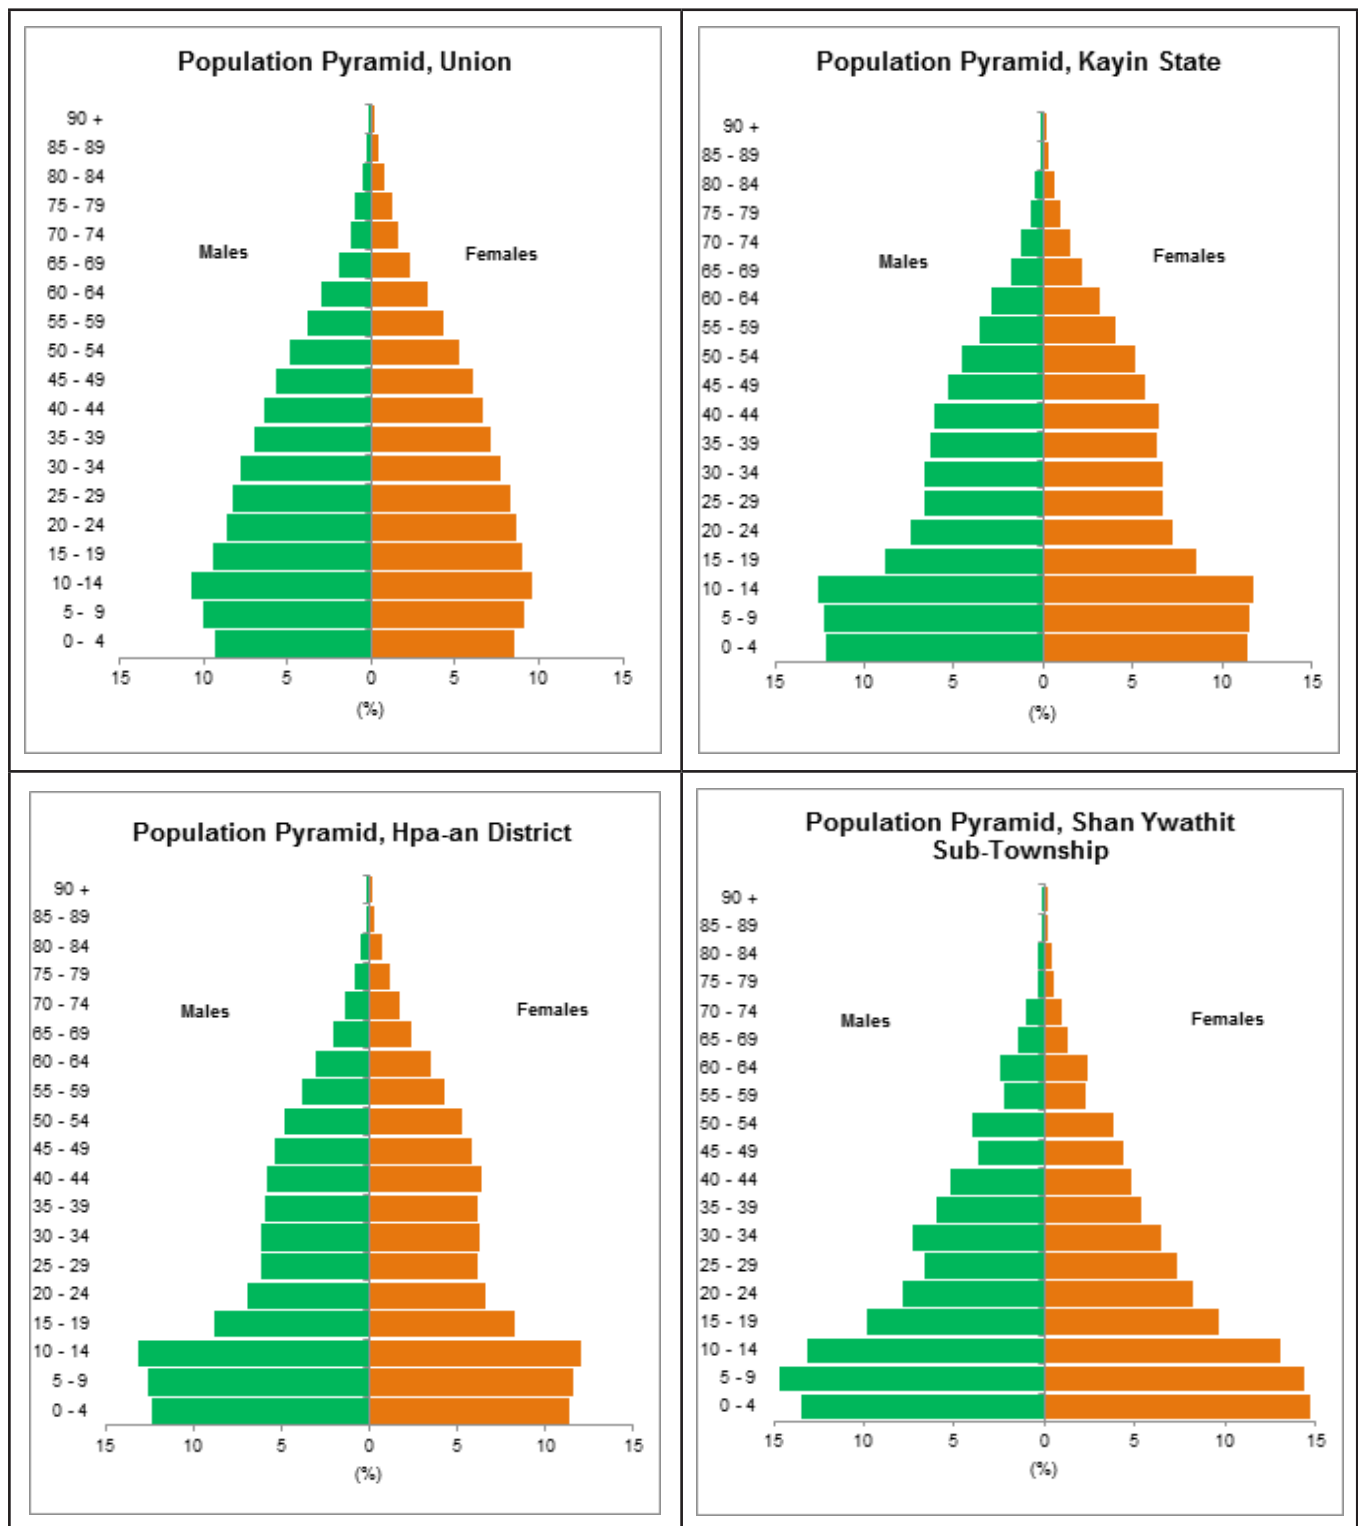 Population Pyramid, Union
90 +
85 - 89
80 - 84
75 - 79
70 - 74
65 - 69
60 - 64
55 - 59
50 - 54
45 - 49
40 - 44
35 - 39
30 - 34
25 - 29
20 - 24
15 - 19
10 -14
5 - 9
0 - 4
Males
Females
15 10 5 0 5 10 15
(%)
Population Pyramid, Kayin State
90 +
85 - 89
80 - 84
75 - 79
70 - 74
65 - 69
60 - 64
55 - 59
50 - 54
45 - 49
40 - 44
35 - 39
30 - 34
25 - 29
20 - 24
15 - 19
10 - 14
5 - 9
0 - 4
Males
Females
15 10 5 0 5 10 15
(%)
Population Pyramid, Hpa-an District
90 +
85 - 89
80 - 84
75 - 79
70 - 74
65 - 69
60 - 64
55 - 59
50 - 54
45 - 49
40 - 44
35 - 39
30 - 34
25 - 29
20 - 24
15 - 19
10 - 14
5 - 9
0 - 4
Males
Females
15 10 5 0 5 10 15
(%)
Population Pyramid, Shan Ywathit
Sub-Township
90 +
85 - 89
80 - 84
75 - 79
70 - 74
65 - 69
60 - 64
55 - 59
50 - 54
45 - 49
40 - 44
35 - 39
30 - 34
25 - 29
20 - 24
15 - 19
10 - 14
5 - 9
0 - 4
Males
Females
15 10 5 0 5 10 15
(%)